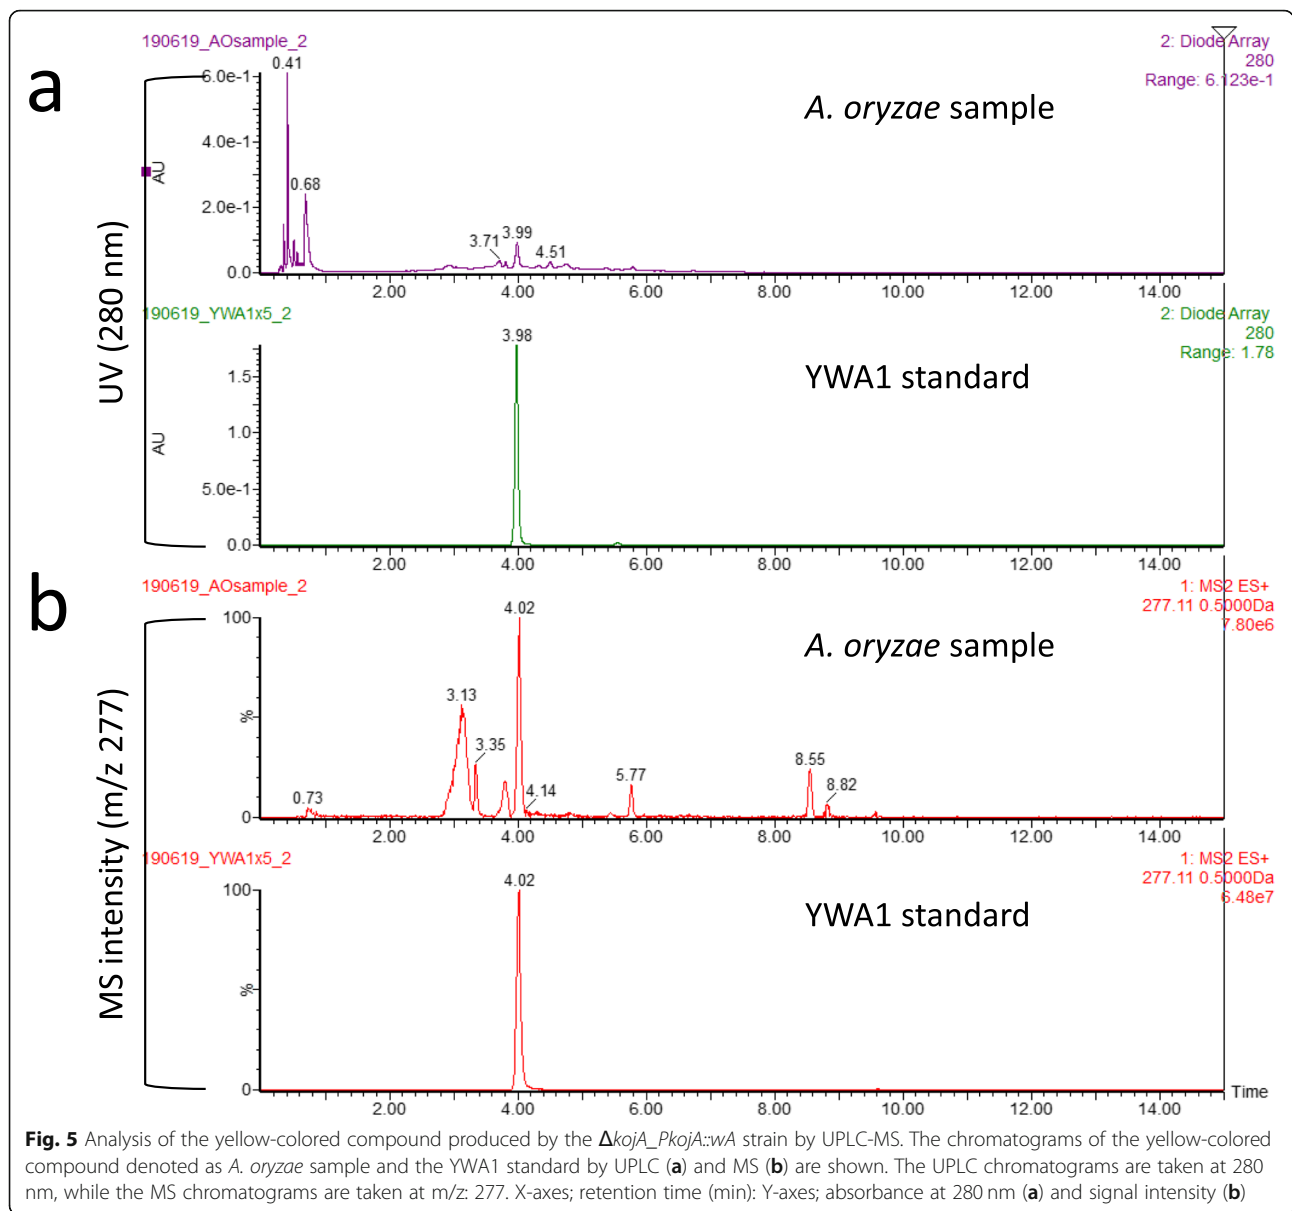 a
UV (280 nm)
190619_AOsample_2
2: Diode Array
280
Range: 6.123e-1
A. oryzae sample
AU
6.0e-1
4.0e-1
2.0e-1
0.0
0.41
0.68
3.71
3.99
4.51
2.00 4.00 6.00 8.00 10.00 12.00 14.00
190619_YWA1x5_2
2: Diode Array
280
Range: 1.78
YWA1 standard
AU
1.5
1.0
5.0e-1
0.0
3.98
2.00 4.00 6.00 8.00 10.00 12.00 14.00
b
MS intensity (m/z 277)
190619_AOsample_2
1: MS2 ES+
277.11 0.5000Da
7.80e6
A. oryzae sample
100
%
0
0.73
3.13
3.35
4.02
4.14
5.77
8.55
8.82
2.00 4.00 6.00 8.00 10.00 12.00 14.00
190619_YWA1x5_2
1: MS2 ES+
277.11 0.5000Da
6.48e7
YWA1 standard
100
%
0
4.02
Time
2.00 4.00 6.00 8.00 10.00 12.00 14.00
Fig. 5 Analysis of the yellow-colored compound produced by the ΔkojA_PkojA::wA strain by UPLC-MS. The chromatograms of the yellow-colored
compound denoted as A. oryzae sample and the YWA1 standard by UPLC (a) and MS (b) are shown. The UPLC chromatograms are taken at 280
nm, while the MS chromatograms are taken at m/z: 277. X-axes; retention time (min): Y-axes; absorbance at 280 nm (a) and signal intensity (b)